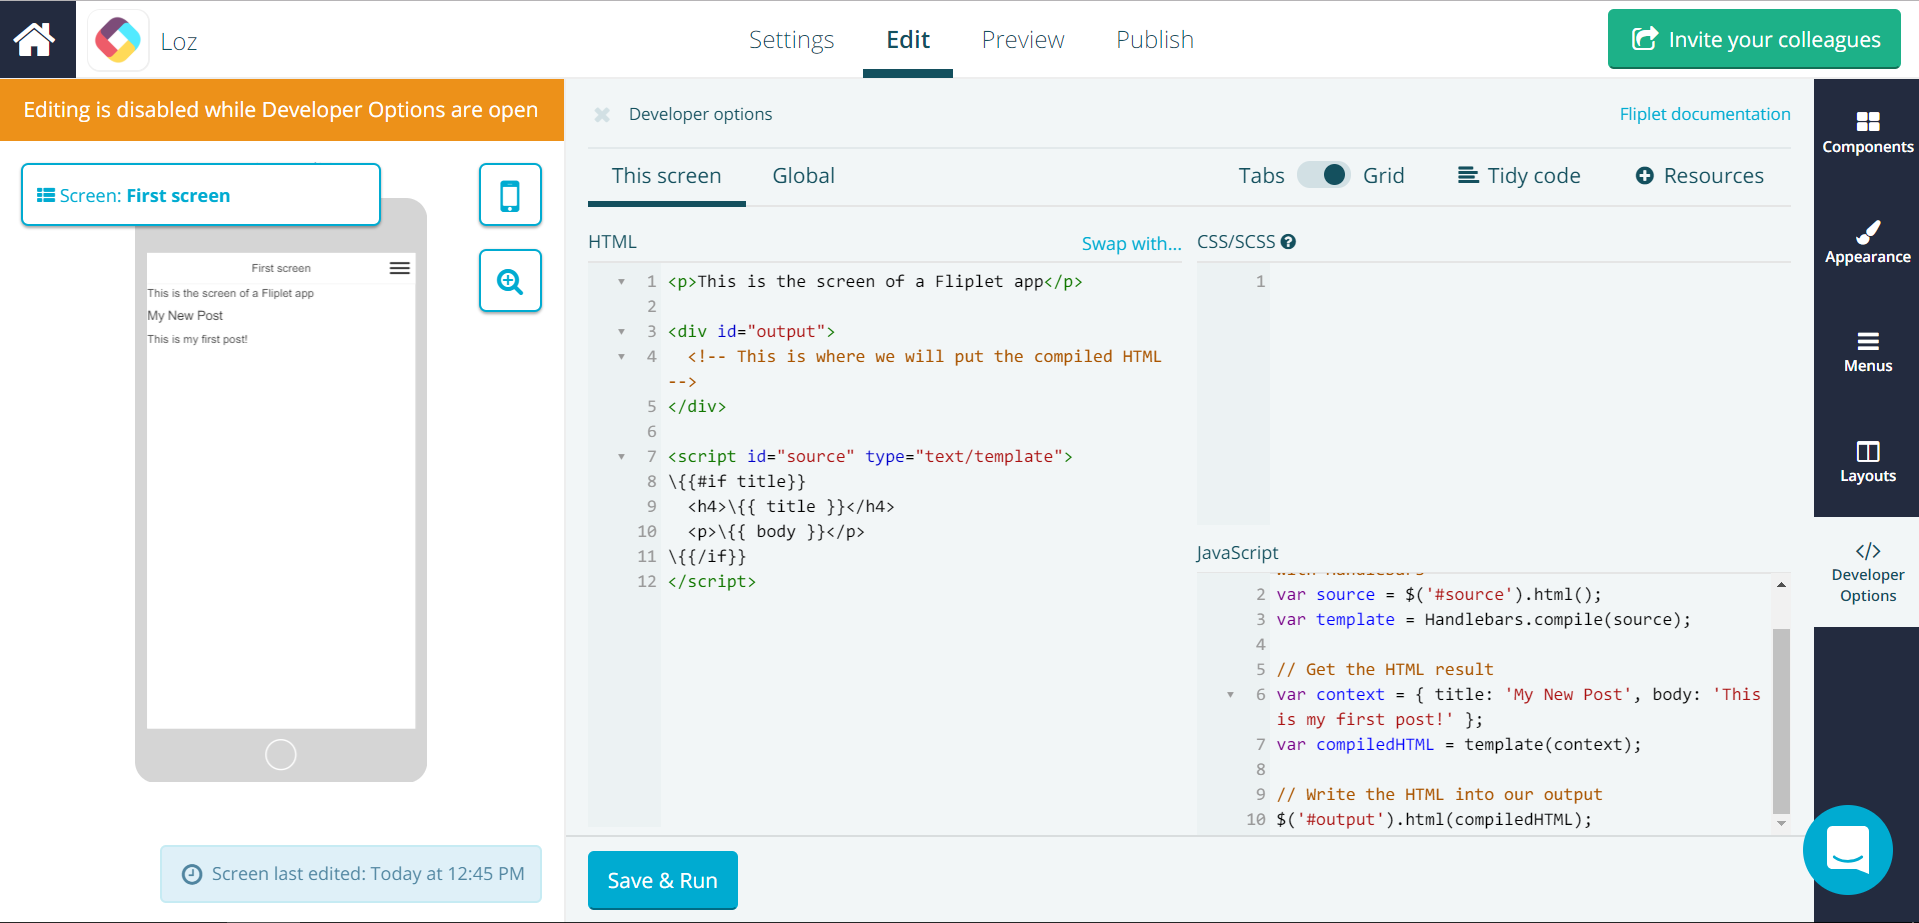 Loz
Settings
Edit
Preview
Publish
Invite your colleagues
Editing is disabled while Developer Options are open
Screen: First screen
First screen
This is the screen of a Fliplet app
My New Post
This is my first post!
Screen last edited: Today at 12:45 PM
Developer options
Fliplet documentation
This screen
Global
Tabs
Grid
Tidy code
Resources
HTML
Swap with...
1 <p>This is the screen of a Fliplet app</p>
2
3 <div id="output">
4 <!-- This is where we will put the compiled HTML
-->
5 </div>
6
7 <script id="source" type="text/template">
8 \{{#if title}}
9 <h4>\{{ title }}</h4>
10 <p>\{{ body }}</p>
11 \{{/if}}
12 </script>
CSS/SCSS
1
JavaScript
with Handlebars
2 var source = $('#source').html();
3 var template = Handlebars.compile(source);
4
5 // Get the HTML result
6 var context = { title: 'My New Post', body: 'This
is my first post!' };
7 var compiledHTML = template(context);
8
9 // Write the HTML into our output
10 $('#output').html(compiledHTML);
Save & Run
Components
Appearance
Menus
Layouts
</>
Developer
Options